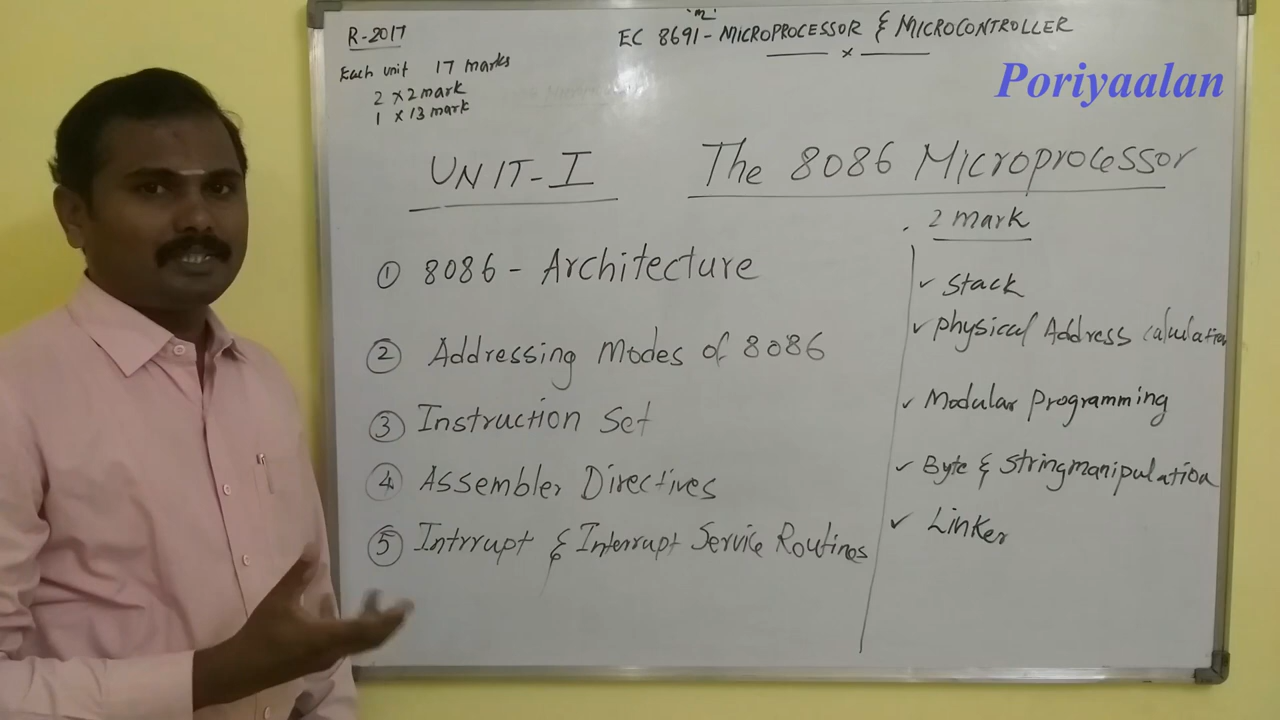 R-2017
Each unit 17 marks
2 x 2 mark
1 x 13 mark
"m"
EC 8691 - MICROPROCESSOR & MICROCONTROLLER
x
Poriyaalan
UNIT-I The 8086 Microprocessor
① 8086 - Architecture
② Addressing Modes of 8086
③ Instruction Set
④ Assembler Directives
⑤ Intrrupt & Interrupt Service Routines
2 mark
✓ Stack
✓ Physical Address calculation
✓ Modular Programming
✓ Byte & String manipulation
✓ Linker